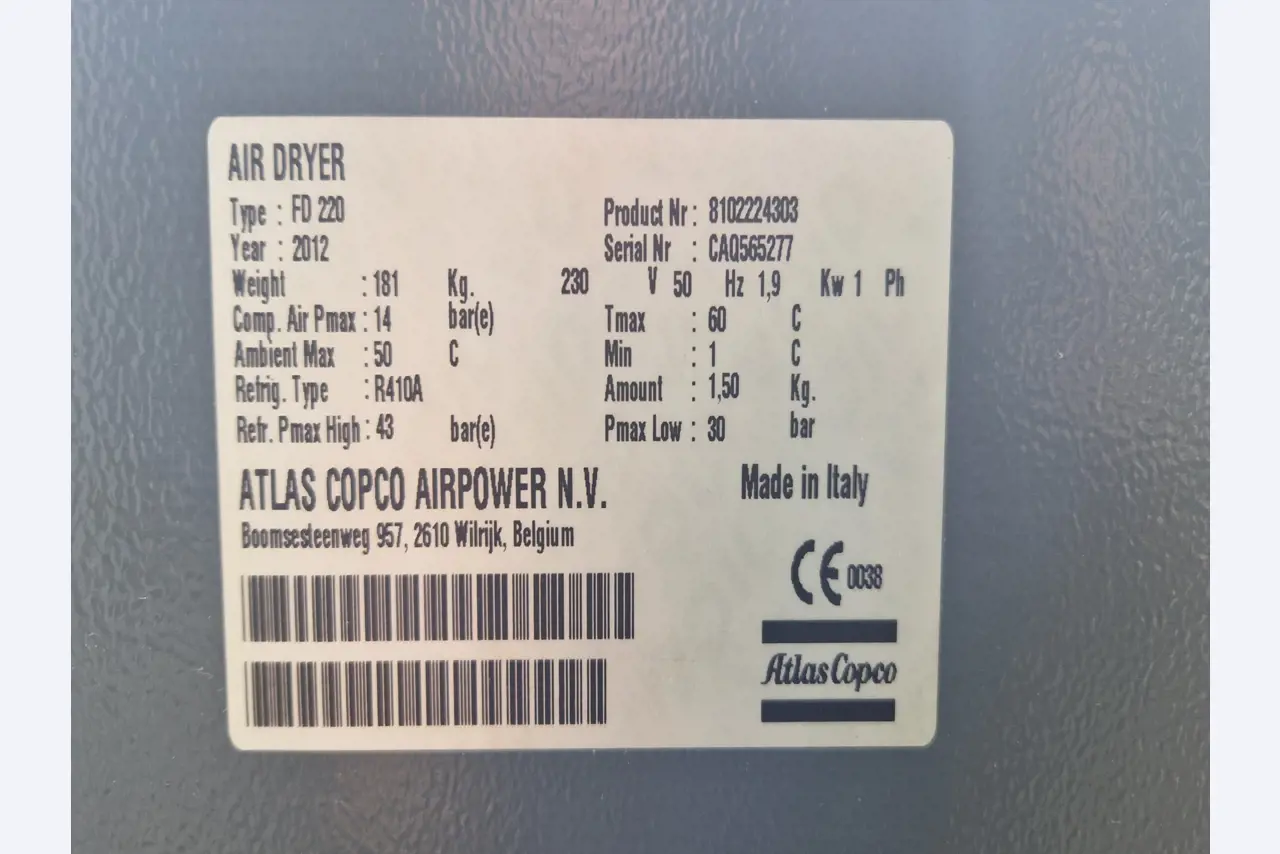 AIR DRYER
Type : FD 220 Product Nr : 8102224303
Year : 2012 Serial Nr : CAQ565277
Weight : 181 Kg. 230 V 50 Hz 1,9 Kw 1 Ph
Comp. Air Pmax : 14 bar(e) Tmax : 60 C
Ambient Max : 50 C Min : 1 C
Refrig. Type : R410A Amount : 1,50 Kg.
Refr. Pmax High : 43 bar(e) Pmax Low : 30 bar
ATLAS COPCO AIRPOWER N.V. Made in Italy
Boomsesteenweg 957, 2610 Wilrijk, Belgium
CE 0038
Atlas Copco